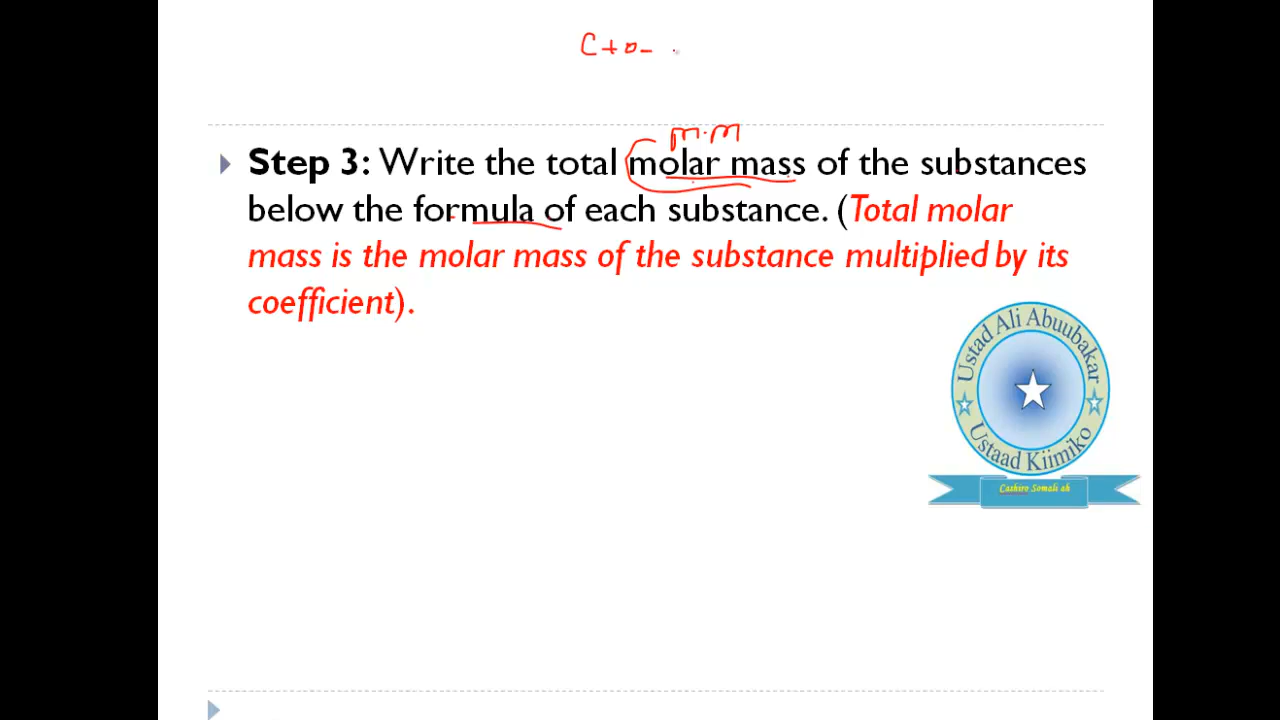 C + O -
m.m
Step 3: Write the total molar mass of the substances
below the formula of each substance. (Total molar
mass is the molar mass of the substance multiplied by its
coefficient).
Ustad Ali Abuubakar
Ustaad Kiimiko
Cashiro Somali ah